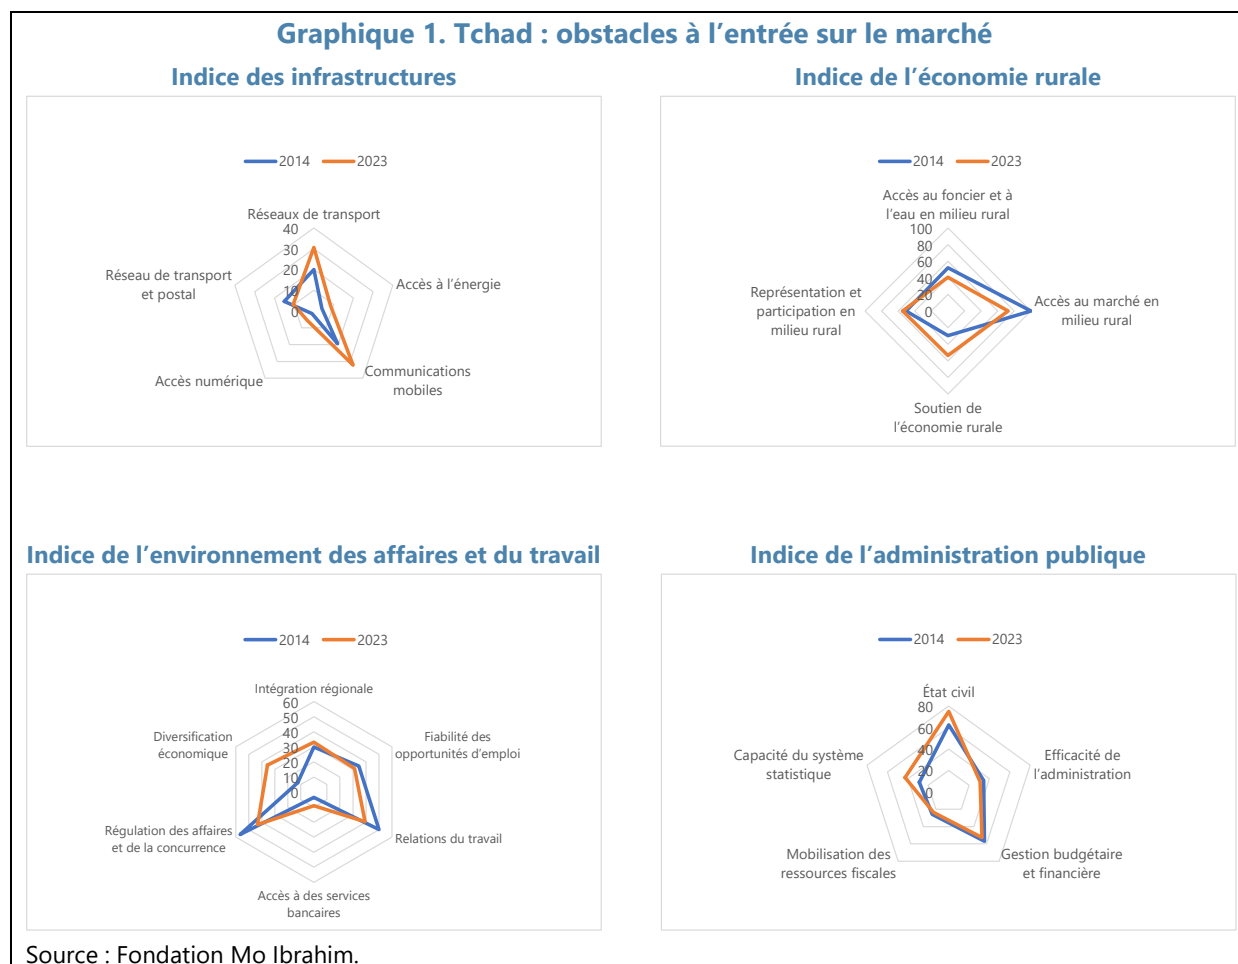 Graphique 1. Tchad : obstacles à l’entrée sur le marché
Indice des infrastructures
2014 2023
Réseaux de transport
40
30
20
10
0
Accès à l’énergie
Communications
mobiles
Accès numérique
Réseau de transport
et postal
Indice de l’économie rurale
2014 2023
Accès au foncier et à
l’eau en milieu rural
100
80
60
40
20
0
Accès au marché en
milieu rural
Soutien de
l’économie rurale
Représentation et
participation en
milieu rural
Indice de l’environnement des affaires et du travail
2014 2023
Intégration régionale
60
50
40
30
20
10
0
Fiabilité des
opportunités d’emploi
Relations du travail
Accès à des services
bancaires
Régulation des affaires
et de la concurrence
Diversification
économique
Indice de l’administration publique
2014 2023
État civil
80
60
40
20
0
Efficacité de
l’administration
Gestion budgétaire
et financière
Mobilisation des
ressources fiscales
Capacité du système
statistique
Source : Fondation Mo Ibrahim.